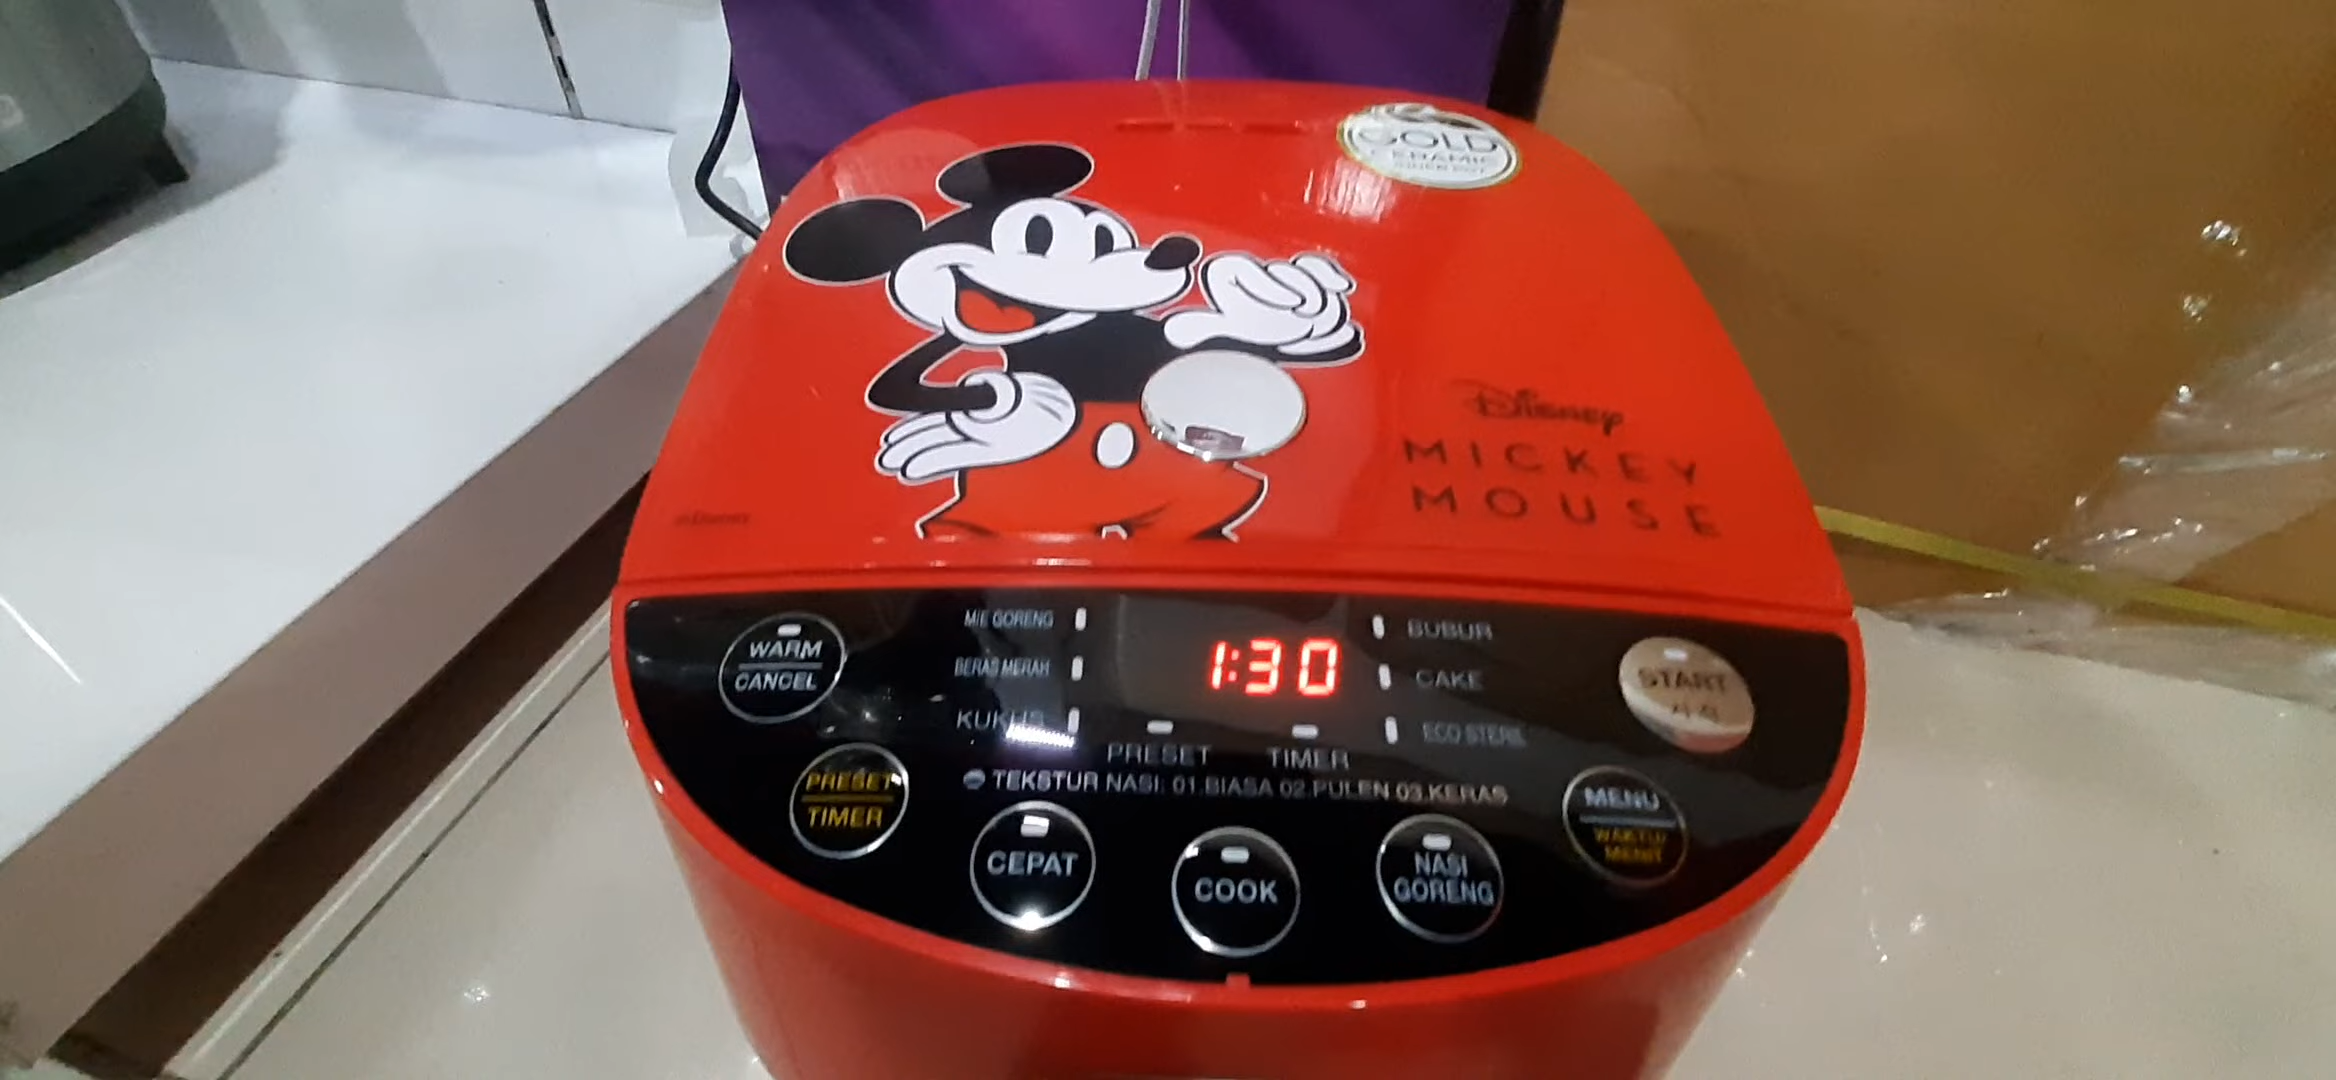 GOLD
CERAMIC
Disney
MICKEY
MOUSE
©Disney
WARM
CANCEL
MIE GORENG
BERAS MERAH
KUKUS
1:30
BUBUR
CAKE
ECO STERIL
START
PRESET
TIMER
TEKSTUR NASI: 01.BIASA 02.PULEN 03.KERAS
PRESET
TIMER
CEPAT
COOK
NASI
GORENG
MENU
WAKTU
MENIT